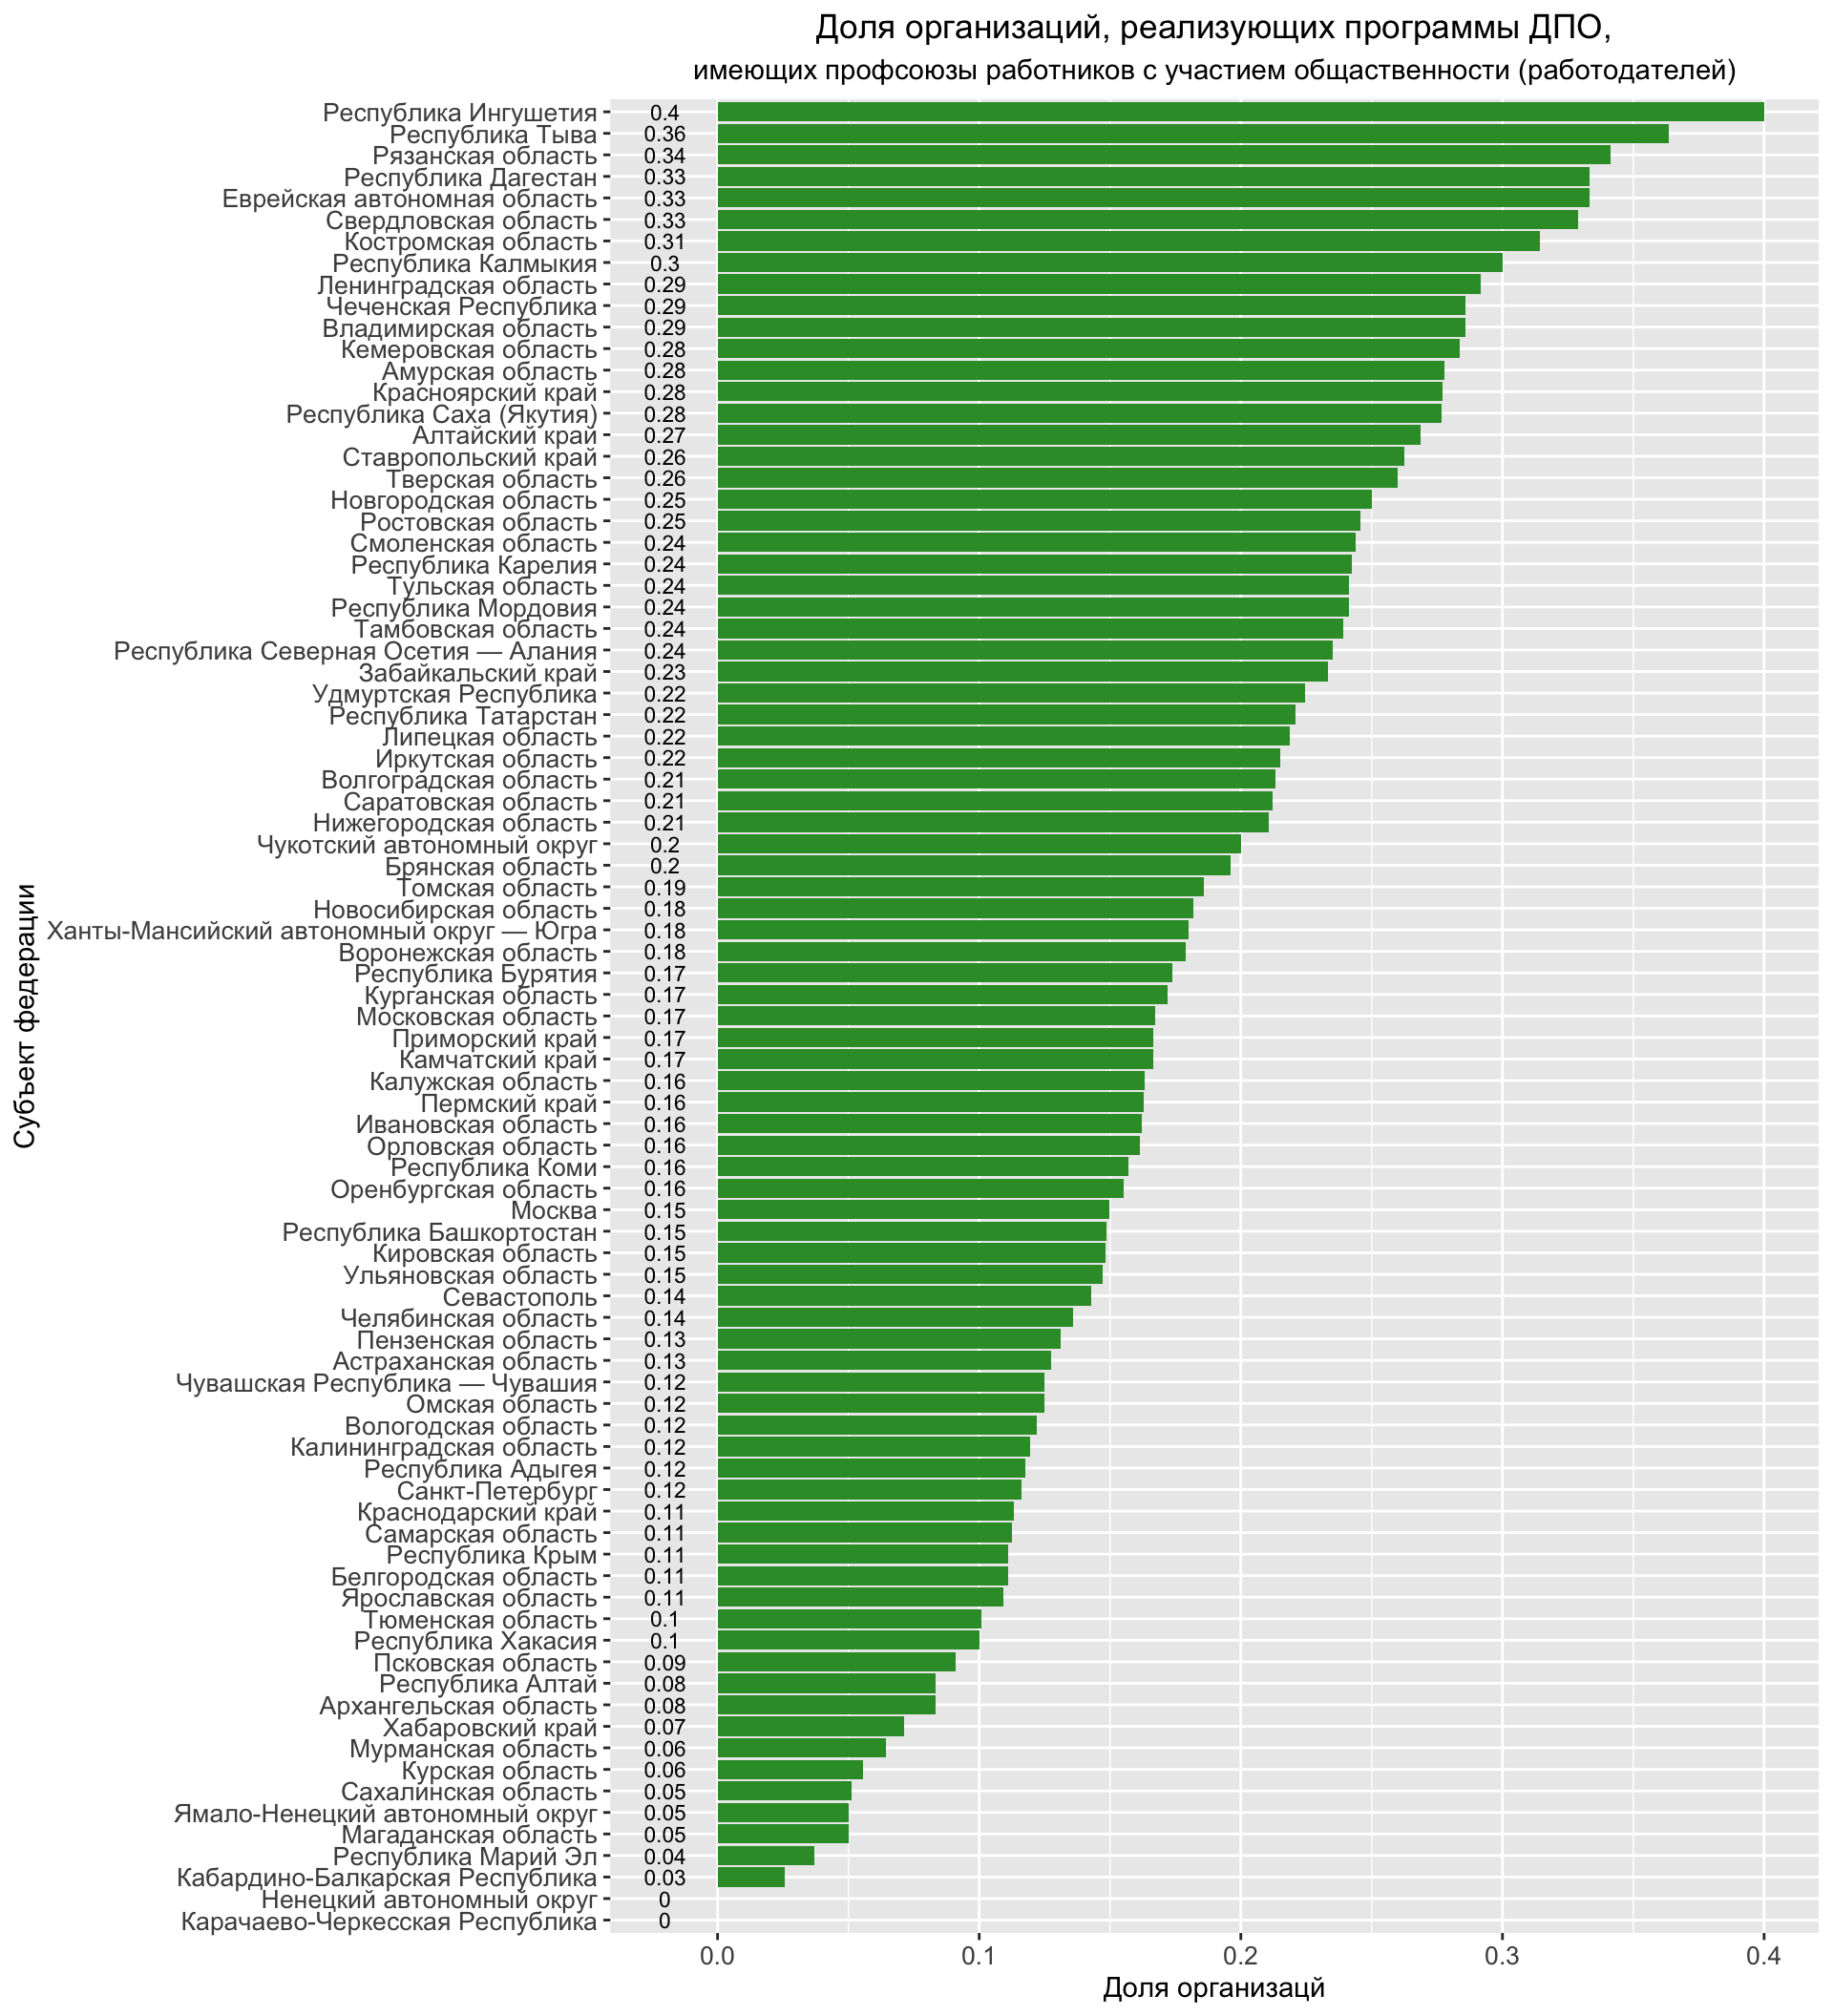 Доля организаций, реализующих программы ДПО,
имеющих профсоюзы работников с участием общаственности (работодателей)
Республика Ингушетия 0.4
Республика Тыва 0.36
Рязанская область 0.34
Республика Дагестан 0.33
Еврейская автономная область 0.33
Свердловская область 0.33
Костромская область 0.31
Республика Калмыкия 0.3
Ленинградская область 0.29
Чеченская Республика 0.29
Владимирская область 0.29
Кемеровская область 0.28
Амурская область 0.28
Красноярский край 0.28
Республика Саха (Якутия) 0.28
Алтайский край 0.27
Ставропольский край 0.26
Тверская область 0.26
Новгородская область 0.25
Ростовская область 0.25
Смоленская область 0.24
Республика Карелия 0.24
Тульская область 0.24
Республика Мордовия 0.24
Тамбовская область 0.24
Республика Северная Осетия — Алания 0.24
Забайкальский край 0.23
Удмуртская Республика 0.22
Республика Татарстан 0.22
Липецкая область 0.22
Иркутская область 0.22
Волгоградская область 0.21
Саратовская область 0.21
Нижегородская область 0.21
Чукотский автономный округ 0.2
Брянская область 0.2
Томская область 0.19
Новосибирская область 0.18
Ханты-Мансийский автономный округ — Югра 0.18
Воронежская область 0.18
Республика Бурятия 0.17
Курганская область 0.17
Московская область 0.17
Приморский край 0.17
Камчатский край 0.17
Калужская область 0.16
Пермский край 0.16
Ивановская область 0.16
Орловская область 0.16
Республика Коми 0.16
Оренбургская область 0.16
Москва 0.15
Республика Башкортостан 0.15
Кировская область 0.15
Ульяновская область 0.15
Севастополь 0.14
Челябинская область 0.14
Пензенская область 0.13
Астраханская область 0.13
Чувашская Республика — Чувашия 0.12
Омская область 0.12
Вологодская область 0.12
Калининградская область 0.12
Республика Адыгея 0.12
Санкт-Петербург 0.12
Краснодарский край 0.11
Самарская область 0.11
Республика Крым 0.11
Белгородская область 0.11
Ярославская область 0.11
Тюменская область 0.1
Республика Хакасия 0.1
Псковская область 0.09
Республика Алтай 0.08
Архангельская область 0.08
Хабаровский край 0.07
Мурманская область 0.06
Курская область 0.06
Сахалинская область 0.05
Ямало-Ненецкий автономный округ 0.05
Магаданская область 0.05
Республика Марий Эл 0.04
Кабардино-Балкарская Республика 0.03
Ненецкий автономный округ 0
Карачаево-Черкесская Республика 0
0.0 0.1 0.2 0.3 0.4
Доля организацй
Субъект федерации